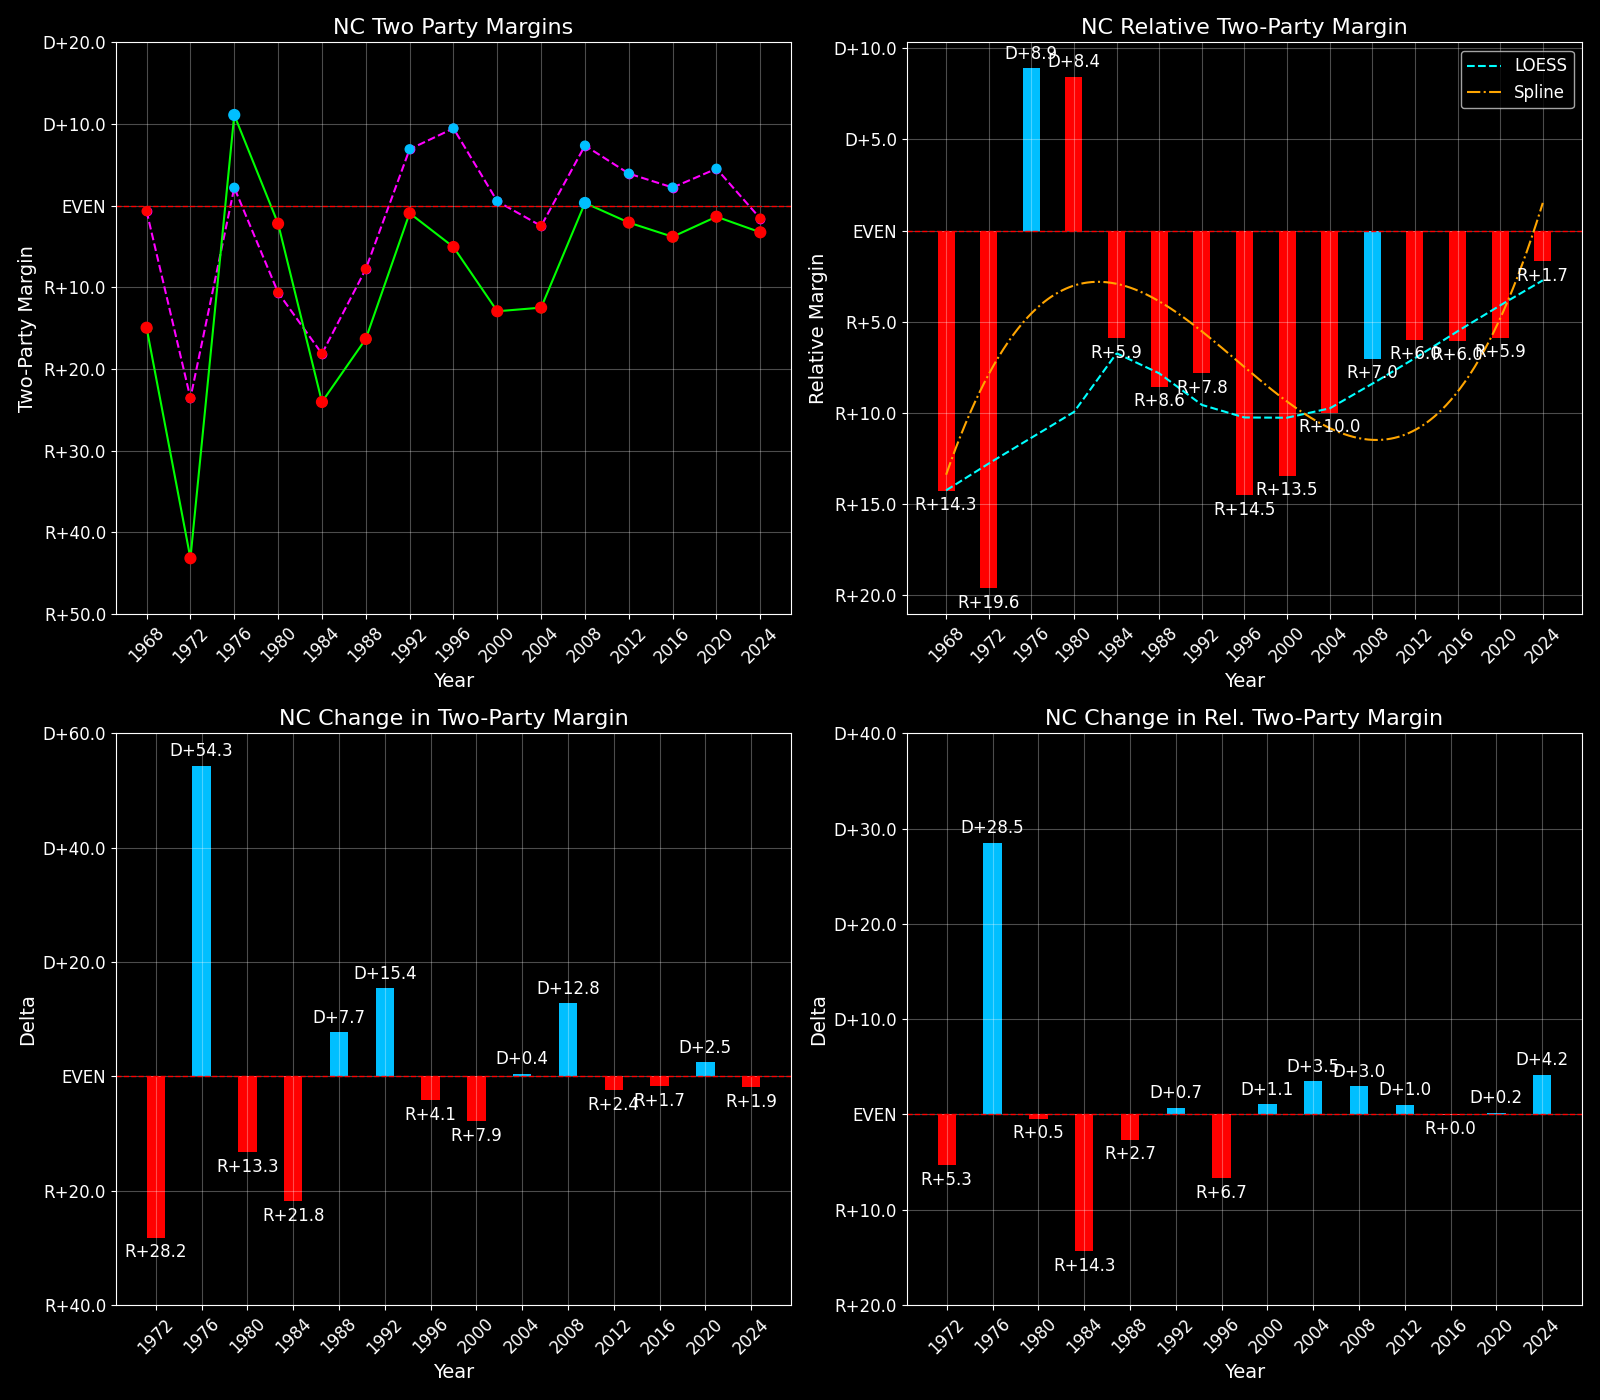 NC Two Party Margins
D+20.0
D+10.0
EVEN
R+10.0
R+20.0
R+30.0
R+40.0
R+50.0
Two-Party Margin
1968 1972 1976 1980 1984 1988 1992 1996 2000 2004 2008 2012 2016 2020 2024
Year
NC Relative Two-Party Margin
D+10.0
D+5.0
EVEN
R+5.0
R+10.0
R+15.0
R+20.0
Relative Margin
LOESS
Spline
R+14.3
R+19.6
D+8.9
D+8.4
R+5.9
R+8.6
R+7.8
R+14.5
R+13.5
R+10.0
R+7.0
R+6.0
R+6.0
R+5.9
R+1.7
1968 1972 1976 1980 1984 1988 1992 1996 2000 2004 2008 2012 2016 2020 2024
Year
NC Change in Two-Party Margin
D+60.0
D+40.0
D+20.0
EVEN
R+20.0
R+40.0
Delta
R+28.2
D+54.3
R+13.3
R+21.8
D+7.7
D+15.4
R+4.1
R+7.9
D+0.4
D+12.8
R+2.4
R+1.7
D+2.5
R+1.9
1972 1976 1980 1984 1988 1992 1996 2000 2004 2008 2012 2016 2020 2024
Year
NC Change in Rel. Two-Party Margin
D+40.0
D+30.0
D+20.0
D+10.0
EVEN
R+10.0
R+20.0
Delta
R+5.3
D+28.5
R+0.5
R+14.3
R+2.7
D+0.7
R+6.7
D+1.1
D+3.5
D+3.0
D+1.0
R+0.0
D+0.2
D+4.2
1972 1976 1980 1984 1988 1992 1996 2000 2004 2008 2012 2016 2020 2024
Year